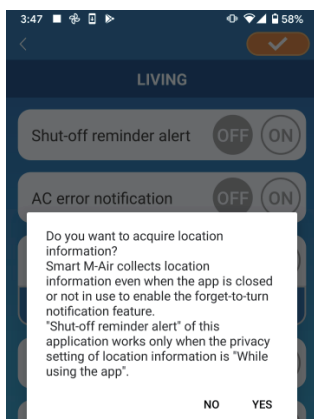 3:47 58%
LIVING
Shut-off reminder alert OFF ON
AC error notification OFF ON
Do you want to acquire location
information?
Smart M-Air collects location
information even when the app is closed
or not in use to enable the forget-to-turn
notification feature.
"Shut-off reminder alert" of this
application works only when the privacy
setting of location information is "While
using the app".
NO YES